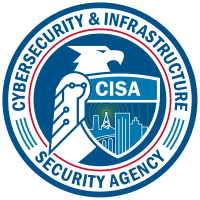 CYBERSECURITY & INFRASTRUCTURE
CISA
SECURITY AGENCY